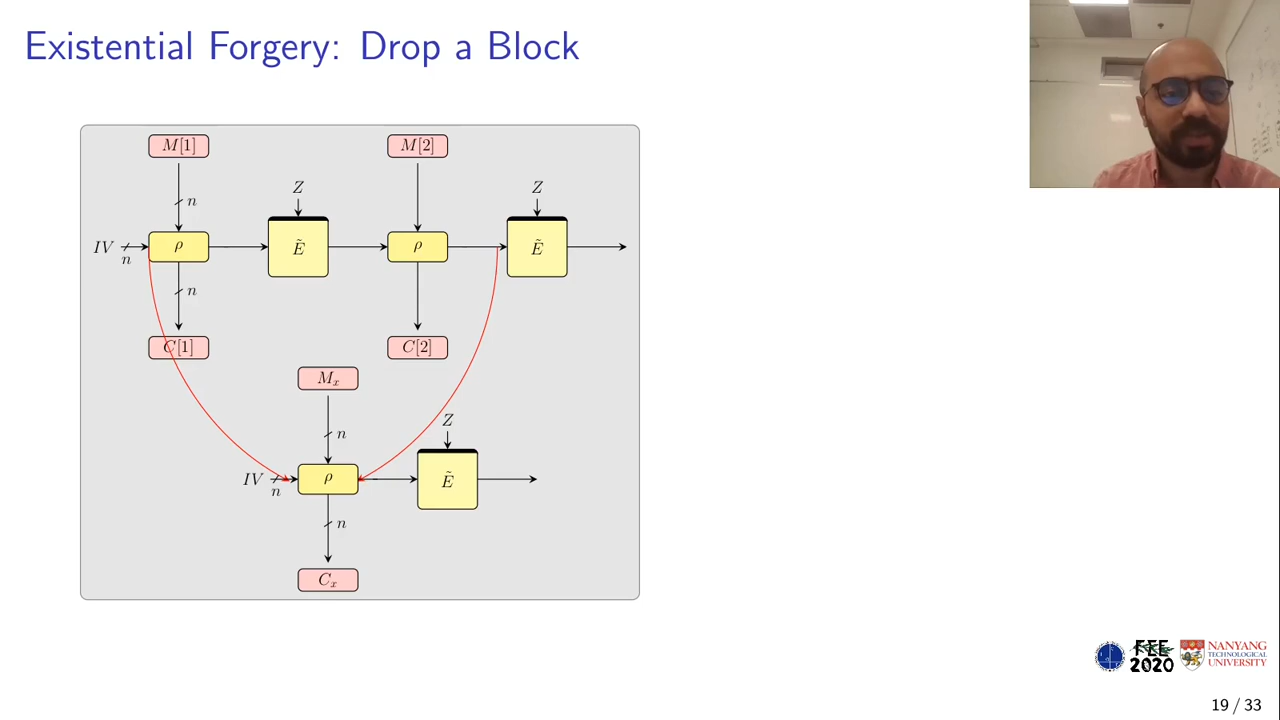 Existential Forgery: Drop a Block
M[1]
M[2]
Z
Z
n
IV
n
ρ
Ẽ
ρ
Ẽ
n
C[1]
C[2]
M_x
Z
n
IV
n
ρ
Ẽ
n
C_x
FSE
2020
NANYANG
TECHNOLOGICAL
UNIVERSITY
19 / 33